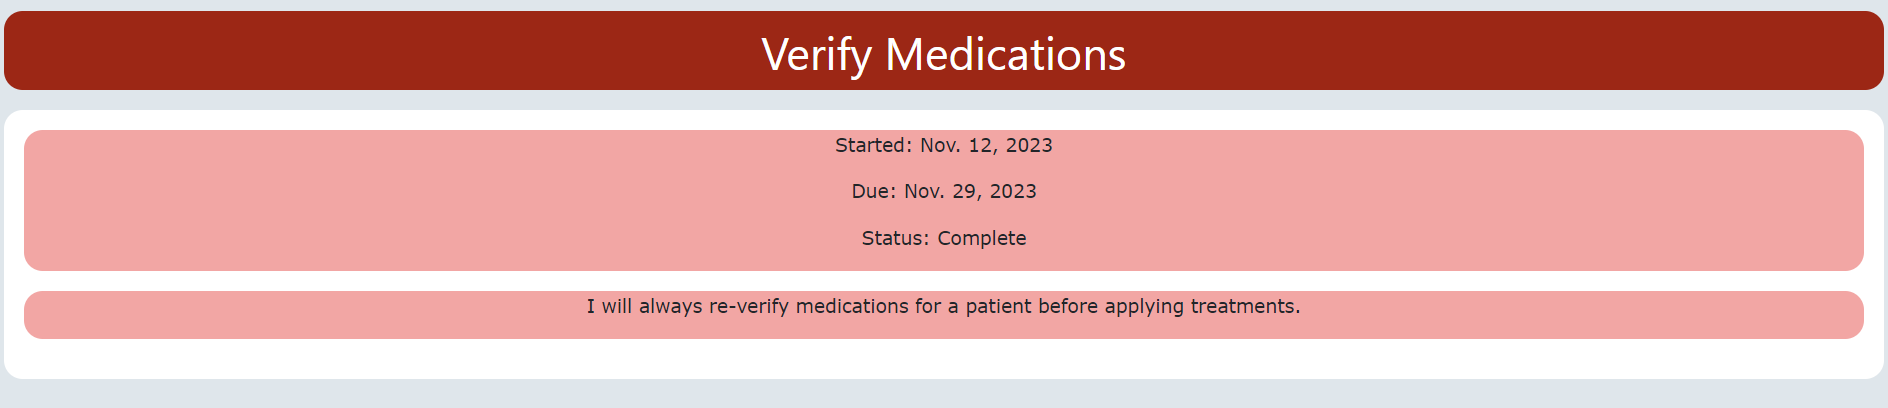 Verify Medications
Started: Nov. 12, 2023
Due: Nov. 29, 2023
Status: Complete
I will always re-verify medications for a patient before applying treatments.